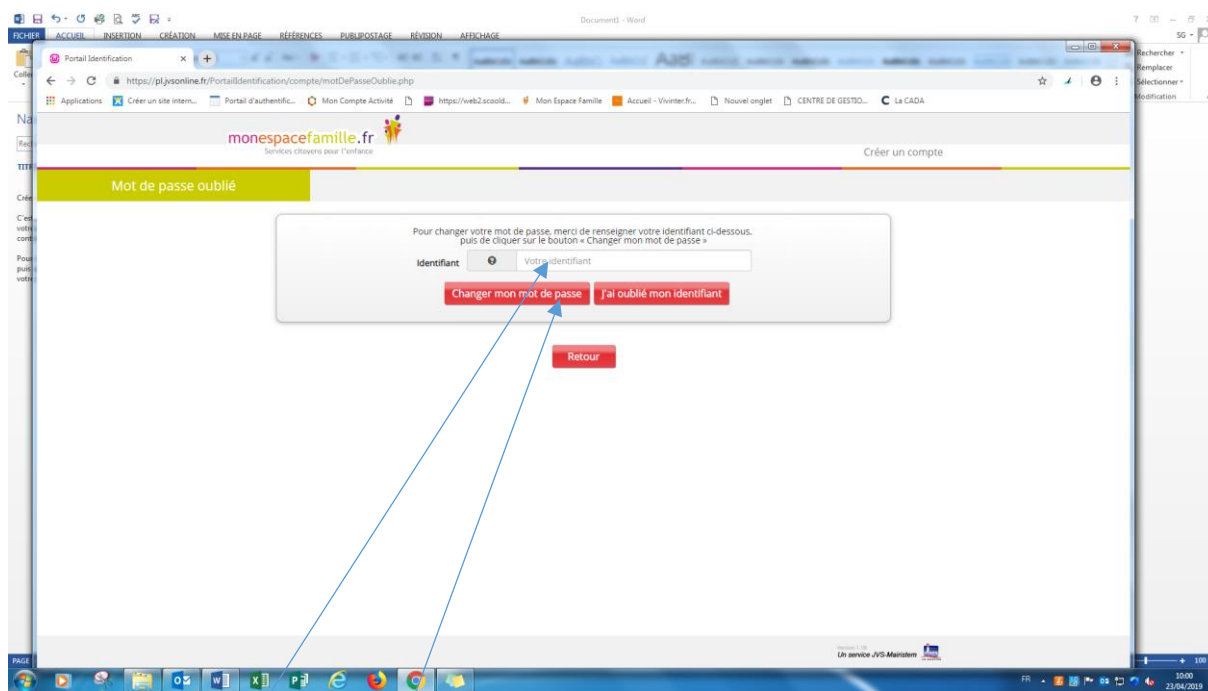 Document1 - Word
FICHIER ACCUEIL INSERTION CRÉATION MISE EN PAGE RÉFÉRENCES PUBLIPOSTAGE RÉVISION AFFICHAGE
SG
Rechercher
Remplacer
Sélectionner
Modification
Portail Identification
https://pl.jvsonline.fr/PortailIdentification/compte/motDePasseOublie.php
Applications Créer un site intern... Portail d'authentific... Mon Compte Activité https://web2.scoold... Mon Espace Famille Accueil - Vivinter.fr... Nouvel onglet CENTRE DE GESTIO... La CADA
monespacefamille.fr
Services citoyens pour l'enfance
Créer un compte
Mot de passe oublié
Pour changer votre mot de passe, merci de renseigner votre identifiant ci-dessous.
puis de cliquer sur le bouton « Changer mon mot de passe »
Identifiant Votre identifiant
Changer mon mot de passe J'ai oublié mon identifiant
Retour
Un service JVS-Mairistem
PAGE
100
FR
10:00
23/04/2019